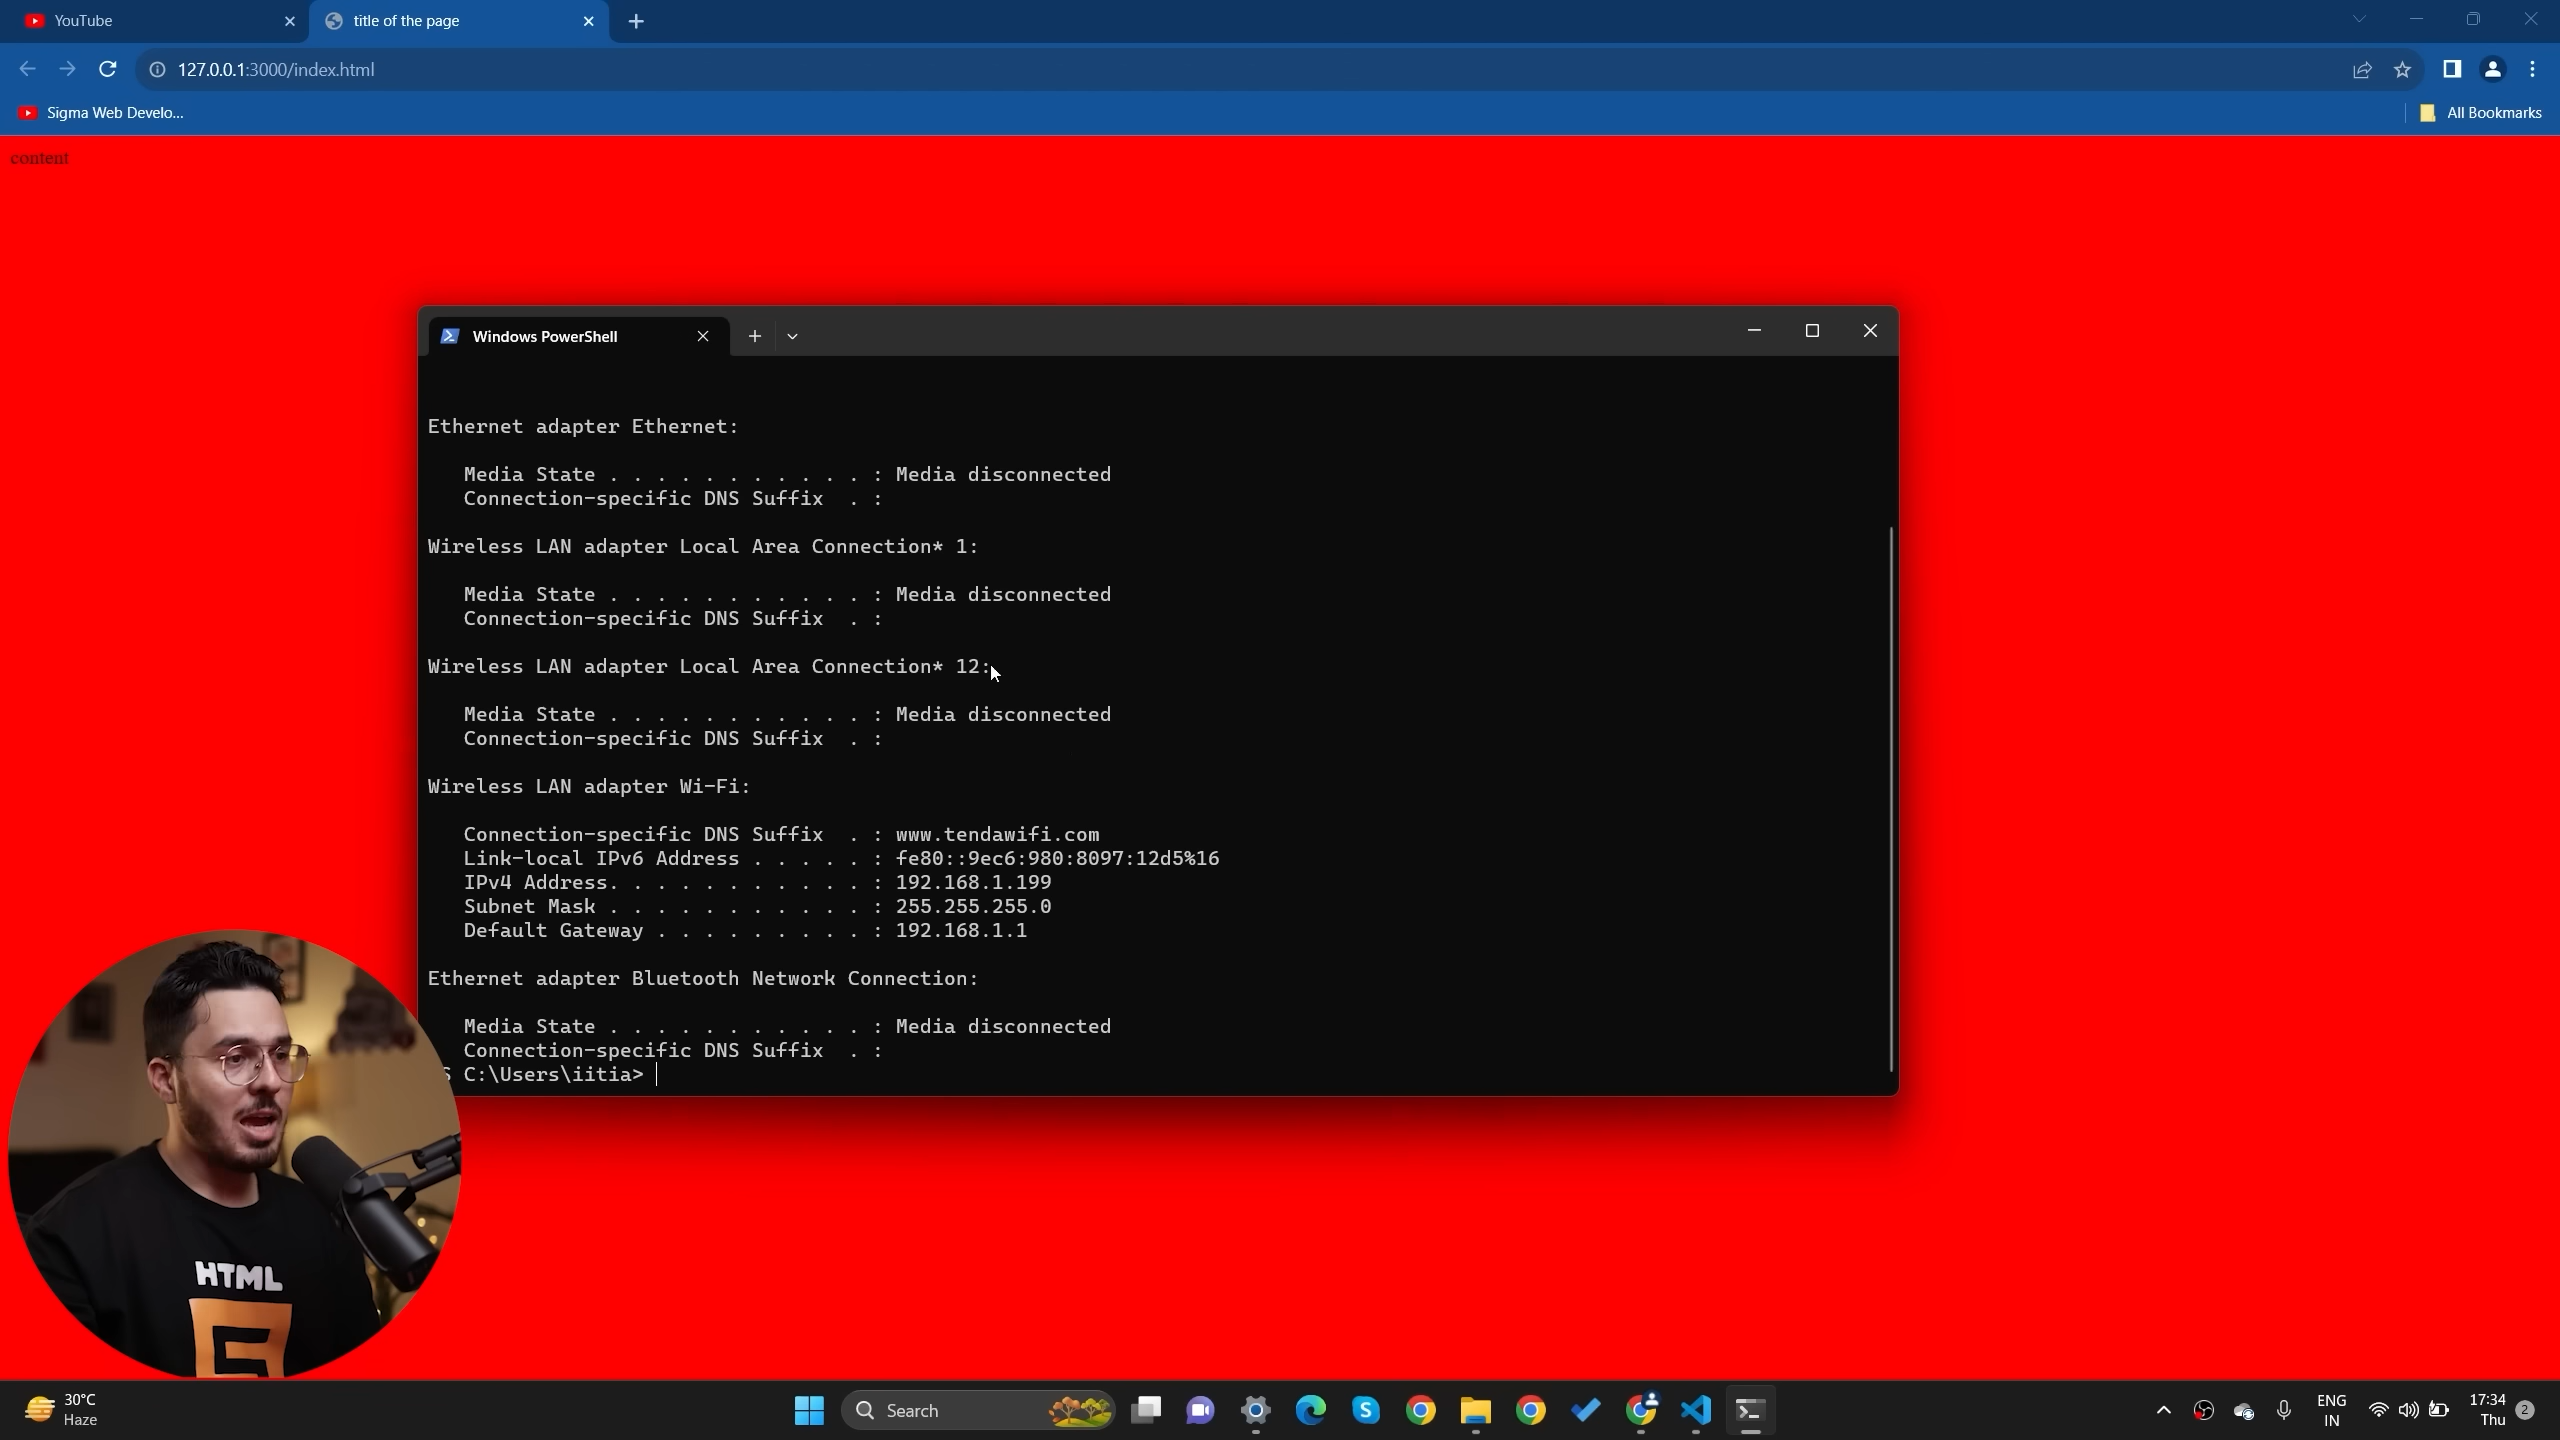 YouTube
title of the page
127.0.0.1:3000/index.html
Sigma Web Develo...
All Bookmarks
content
Windows PowerShell
Ethernet adapter Ethernet:
Media State . . . . . . . . . . . : Media disconnected
Connection-specific DNS Suffix  . :
Wireless LAN adapter Local Area Connection* 1:
Media State . . . . . . . . . . . : Media disconnected
Connection-specific DNS Suffix  . :
Wireless LAN adapter Local Area Connection* 12:
Media State . . . . . . . . . . . : Media disconnected
Connection-specific DNS Suffix  . :
Wireless LAN adapter Wi-Fi:
Connection-specific DNS Suffix  . : www.tendawifi.com
Link-local IPv6 Address . . . . . : fe80::9ec6:980:8097:12d5%16
IPv4 Address. . . . . . . . . . . : 192.168.1.199
Subnet Mask . . . . . . . . . . . : 255.255.255.0
Default Gateway . . . . . . . . . : 192.168.1.1
Ethernet adapter Bluetooth Network Connection:
Media State . . . . . . . . . . . : Media disconnected
Connection-specific DNS Suffix  . :
S C:\Users\iitia>
HTML
5
30°C
Haze
Search
ENG
IN
17:34
Thu
2